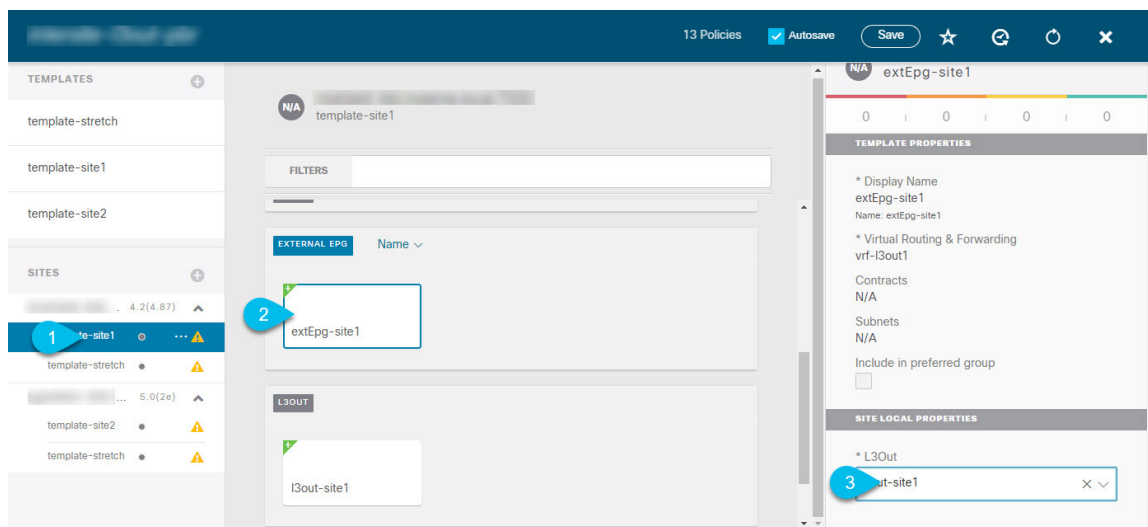 13 Policies
Autosave
Save
TEMPLATES
template-stretch
template-site1
template-site2
SITES
4.2(4.87)
1
te-site1
template-stretch
... 5.0(2e)
template-site2
template-stretch
N/A
template-site1
FILTERS
EXTERNAL EPG
Name
2
extEpg-site1
L3OUT
l3out-site1
N/A
extEpg-site1
0 0 0 0
TEMPLATE PROPERTIES
* Display Name
extEpg-site1
Name: extEpg-site1
* Virtual Routing & Forwarding
vrf-l3out1
Contracts
N/A
Subnets
N/A
Include in preferred group
SITE LOCAL PROPERTIES
* L3Out
3
out-site1